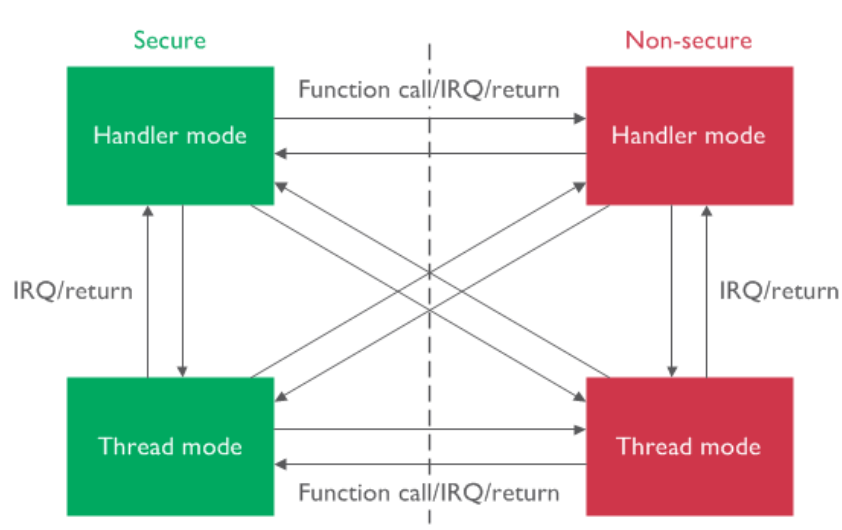 Secure
Non-secure
Function call/IRQ/return
Handler mode
Handler mode
IRQ/return
IRQ/return
Thread mode
Thread mode
Function call/IRQ/return